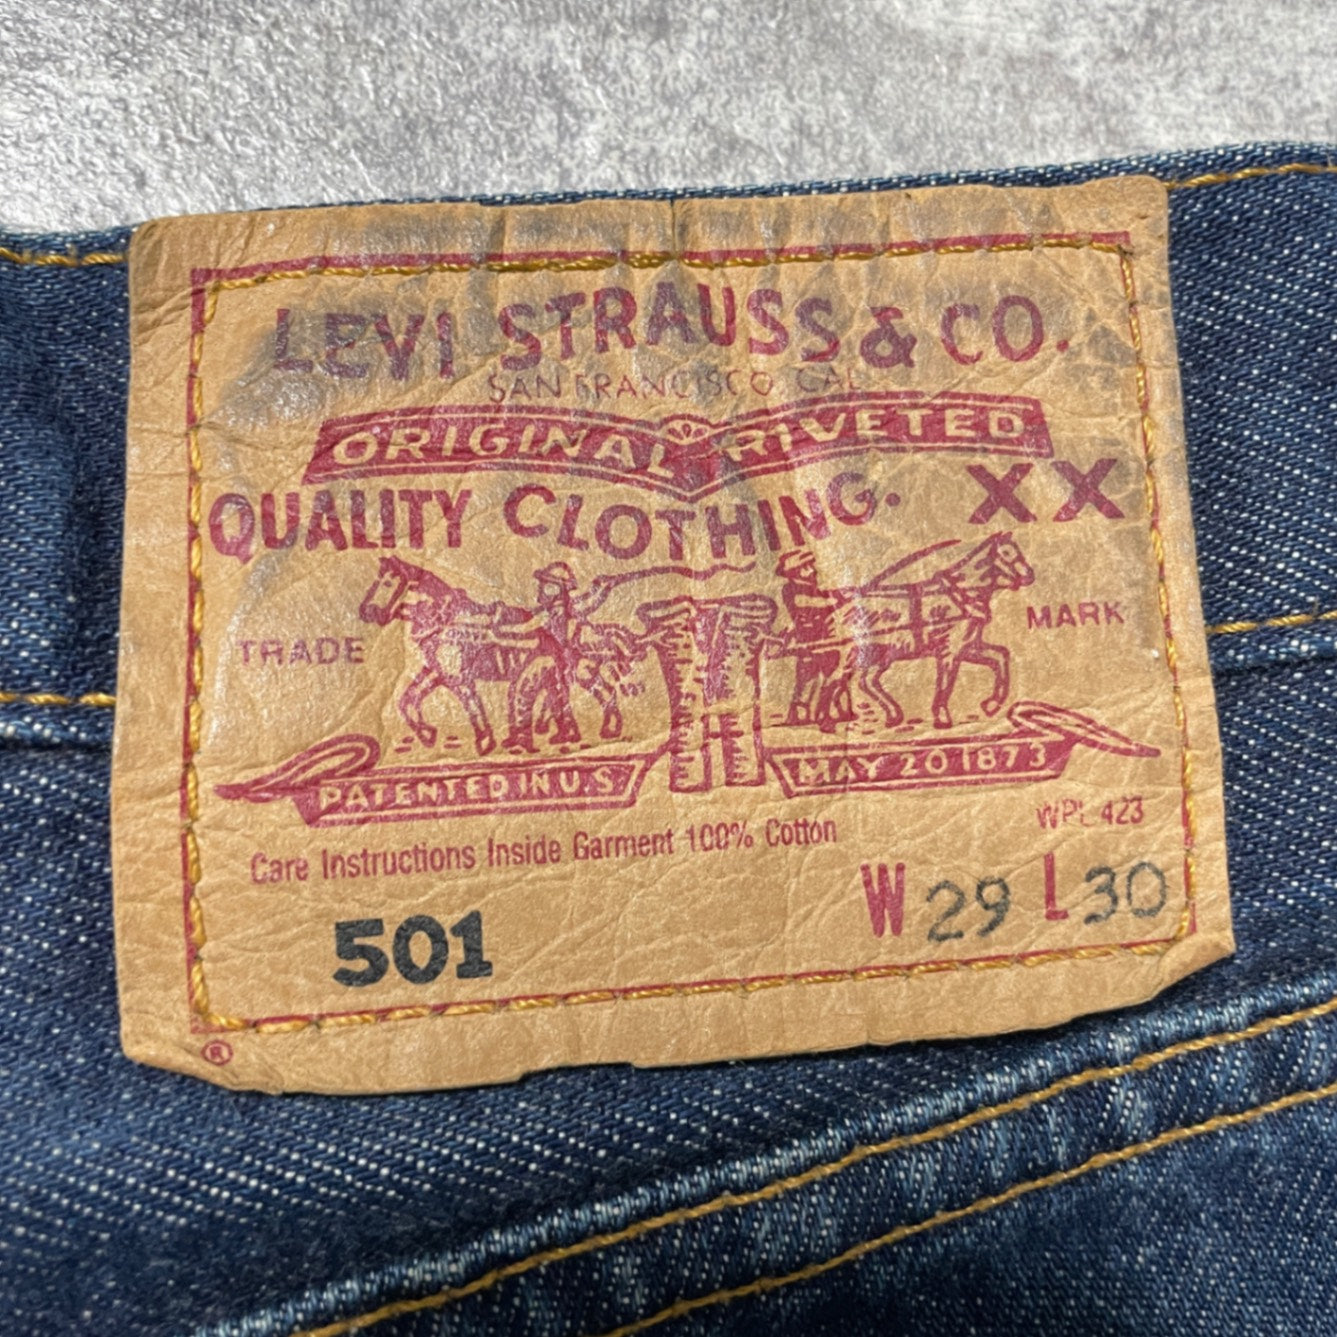 LEVI STRAUSS & CO.
SAN FRANCISCO CAL
ORIGINAL RIVETED
QUALITY CLOTHING. XX
TRADE MARK
PATENTED IN U.S. MAY 20 1873
WPL 423
Care Instructions Inside Garment 100% Cotton
W 29 L 30
501
®